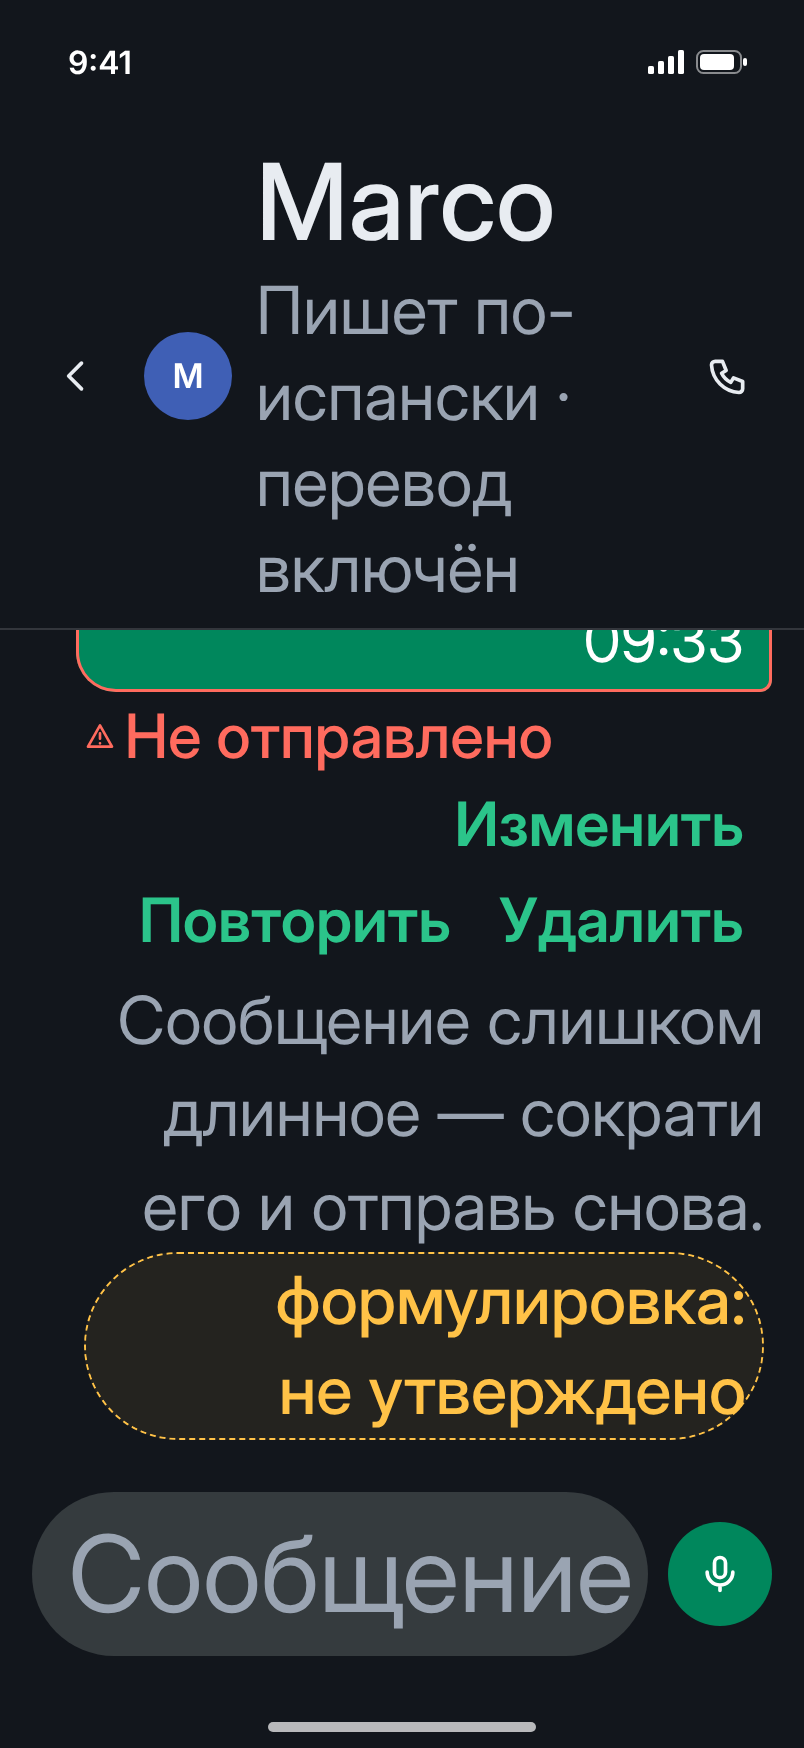 9:41
Marco
Пишет по-
испански ·
перевод
включён
M
09:33
Не отправлено
Изменить
Повторить Удалить
Сообщение слишком
длинное — сократи
его и отправь снова.
формулировка:
не утверждено
Сообщение